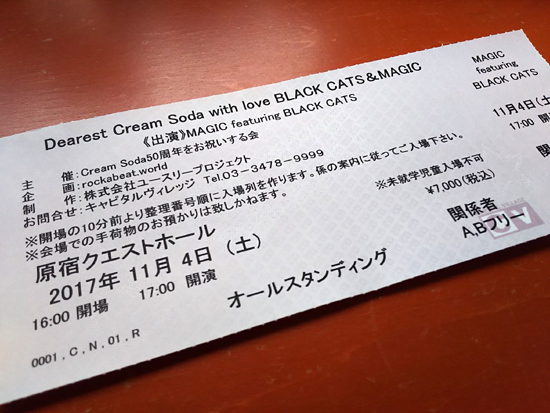 Dearest Cream Soda with love BLACK CATS&MAGIC
《出演》MAGIC featuring BLACK CATS
主　催:Cream Soda50周年をお祝いする会
企　画:rockabeat.world
制　作:株式会社ユースリープロジェクト
お問合せ:キャピタルヴィレッジ Tel.03-3478-9999
※開場の10分前より整理番号順に入場列を作ります。係の案内に従ってご入場下さい。
※会場での手荷物のお預かりは致しかねます。
※未就学児童入場不可
原宿クエストホール
¥7,000(税込)
2017年 11月 4日（土）
関係者
16:00 開場　17:00 開演
オールスタンディング
A,Bフリー
0001,C,N,01,R
MAGIC
featuring
BLACK CATS
11月4日(土
17:00 開